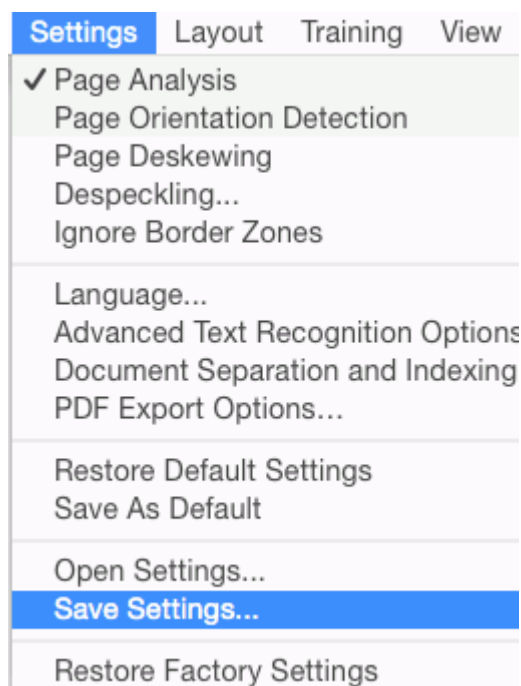 Settings Layout Training View
✓ Page Analysis
Page Orientation Detection
Page Deskewing
Despeckling...
Ignore Border Zones
Language...
Advanced Text Recognition Options
Document Separation and Indexing
PDF Export Options...
Restore Default Settings
Save As Default
Open Settings...
Save Settings...
Restore Factory Settings